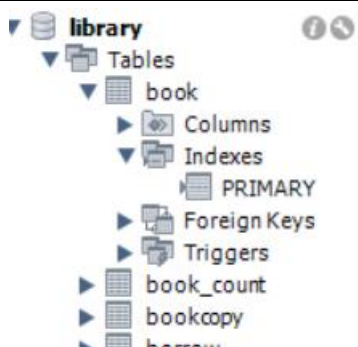 library
Tables
book
Columns
Indexes
PRIMARY
Foreign Keys
Triggers
book_count
bookcopy